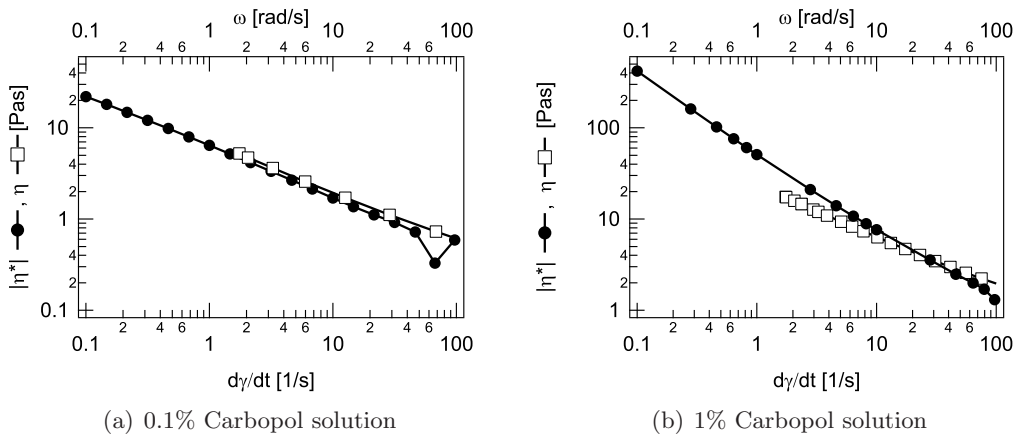 ω [rad/s]
0.1 1 10 100
2 4 6 2 4 6 2 4 6
|η*| , η [Pas]
4
2
10
4
2
1
4
2
0.1
2 4 6 2 4 6 2 4 6
0.1 1 10 100
dγ/dt [1/s]
(a) 0.1% Carbopol solution
ω [rad/s]
0.1 1 10 100
2 4 6 2 4 6 2 4 6
|η*| , η [Pas]
4
2
100
4
2
10
4
2
1
2 4 6 2 4 6 2 4 6
0.1 1 10 100
dγ/dt [1/s]
(b) 1% Carbopol solution